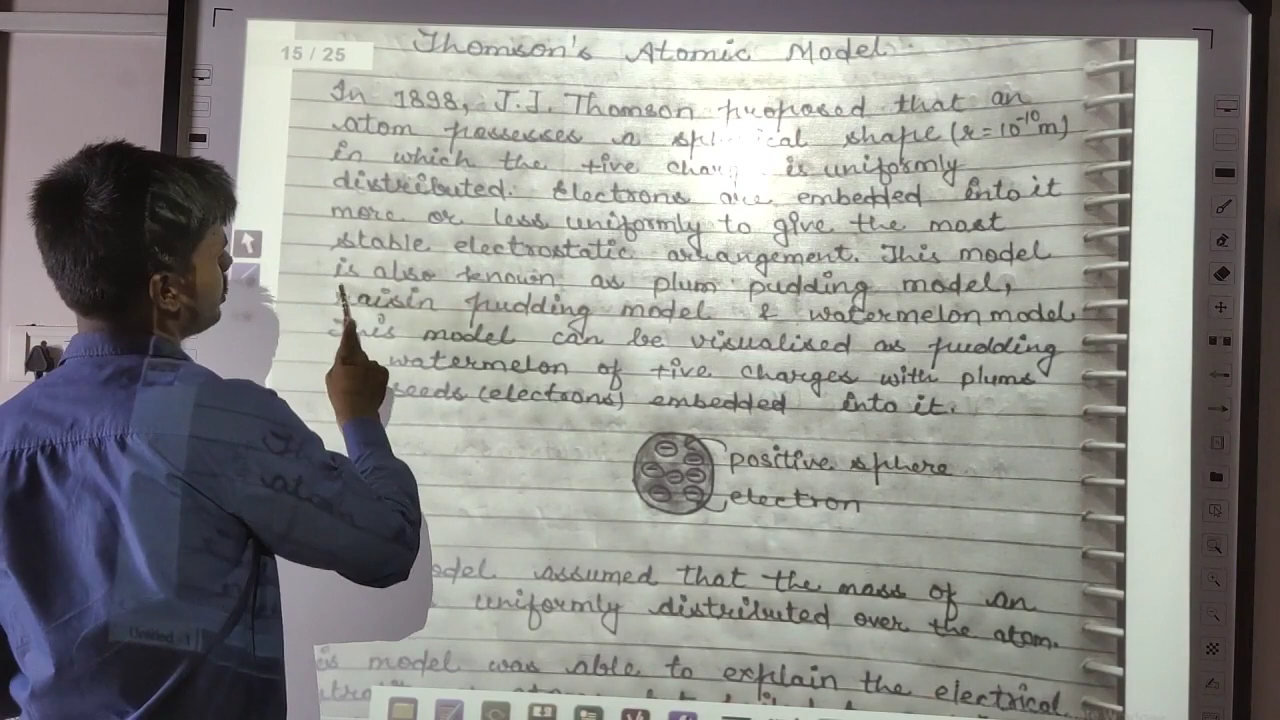 15 / 25
Thomson's Atomic Model.
In 1898, J.J. Thomson proposed that an
atom possesses a spherical shape (r=10⁻¹⁰m)
in which the +ive charge is uniformly
distributed. Electrons are embedded into it
more or less uniformly to give the most
stable electrostatic arrangement. This model
is also known as plum pudding model,
raisin pudding model & watermelon model
This model can be visualised as pudding
watermelon of +ive charges with plums
seeds (electrons) embedded into it.
positive sphere
electron
model assumed that the mass of an
uniformly distributed over the atom.
model was able to explain the electrical